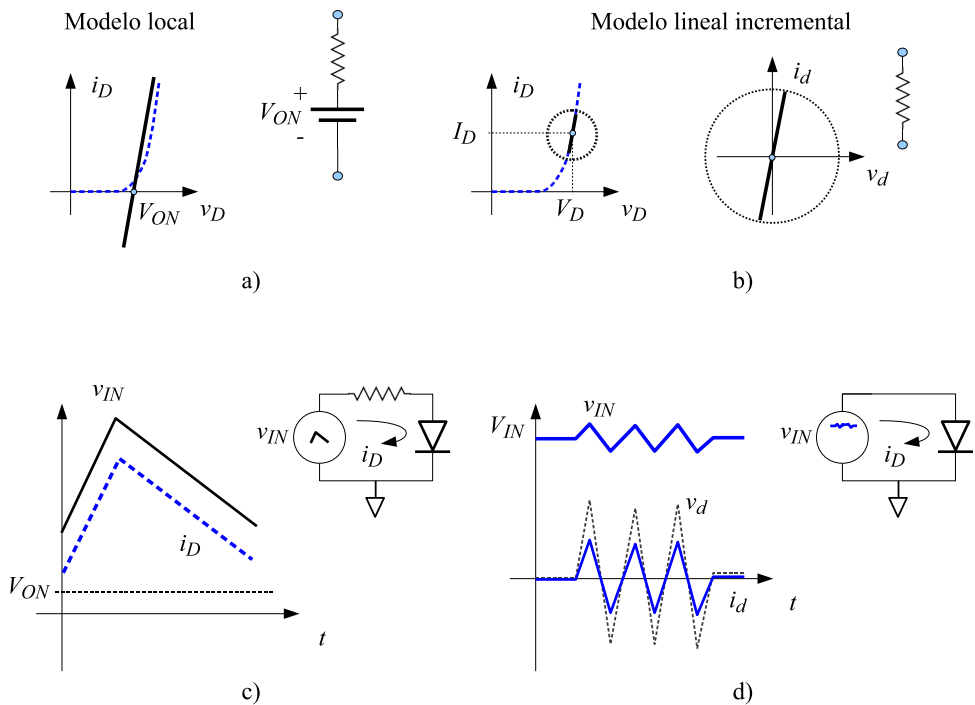 Modelo local
Modelo lineal incremental
i_D
+
V_ON
-
V_ON
v_D
i_D
I_D
V_D
v_D
i_d
v_d
a)
b)
v_IN
v_IN
i_D
i_D
V_ON
t
V_IN
v_IN
v_IN
i_D
v_d
i_d
t
c)
d)